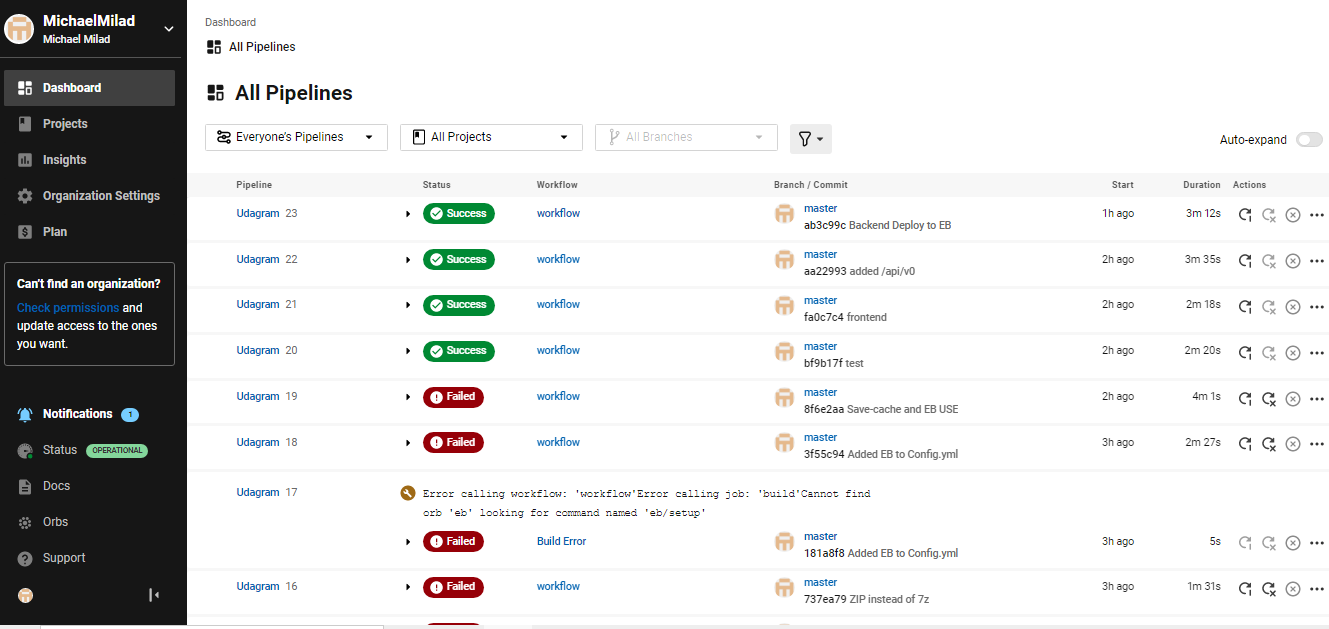 MichaelMilad
Michael Milad
Dashboard
Projects
Insights
Organization Settings
Plan
Can't find an organization?
Check permissions and
update access to the ones
you want.
Notifications 1
Status OPERATIONAL
Docs
Orbs
Support
Dashboard
All Pipelines
All Pipelines
Everyone's Pipelines All Projects All Branches
Auto-expand
Pipeline Status Workflow Branch / Commit Start Duration Actions
Udagram 23 Success workflow master 1h ago 3m 12s
ab3c99c Backend Deploy to EB
Udagram 22 Success workflow master 2h ago 3m 35s
aa22993 added /api/v0
Udagram 21 Success workflow master 2h ago 2m 18s
fa0c7c4 frontend
Udagram 20 Success workflow master 2h ago 2m 20s
bf9b17f test
Udagram 19 Failed workflow master 2h ago 4m 1s
8f6e2aa Save-cache and EB USE
Udagram 18 Failed workflow master 3h ago 2m 27s
3f55c94 Added EB to Config.yml
Udagram 17 Error calling workflow: 'workflow'Error calling job: 'build'Cannot find
orb 'eb' looking for command named 'eb/setup'
Failed Build Error master 3h ago 5s
181a8f8 Added EB to Config.yml
Udagram 16 Failed workflow master 3h ago 1m 31s
737ea79 ZIP instead of 7z